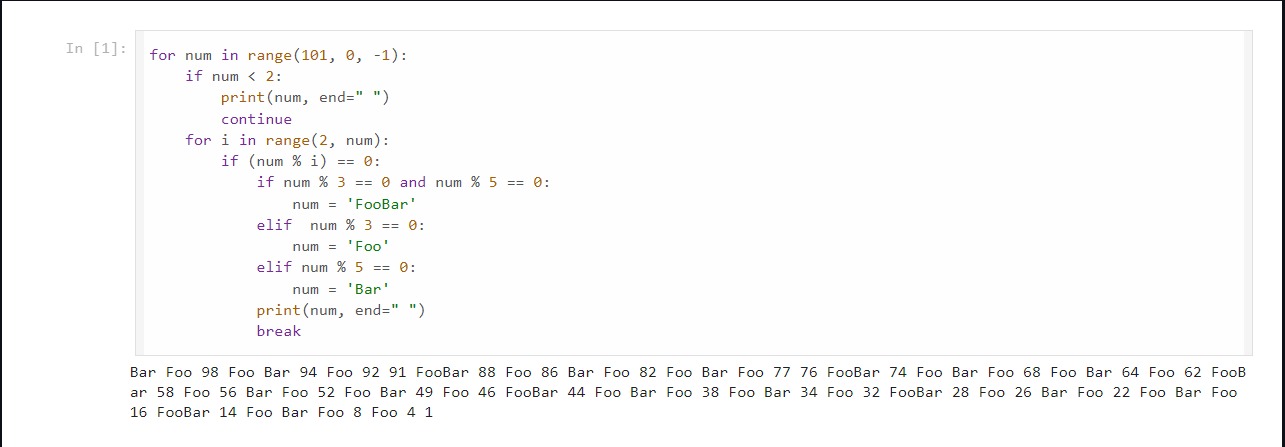 In [1]:
for num in range(101, 0, -1):
    if num < 2:
        print(num, end=" ")
        continue
    for i in range(2, num):
        if (num % i) == 0:
            if num % 3 == 0 and num % 5 == 0:
                num = 'FooBar'
            elif  num % 3 == 0:
                num = 'Foo'
            elif num % 5 == 0:
                num = 'Bar'
            print(num, end=" ")
            break
Bar Foo 98 Foo Bar 94 Foo 92 91 FooBar 88 Foo 86 Bar Foo 82 Foo Bar Foo 77 76 FooBar 74 Foo Bar Foo 68 Foo Bar 64 Foo 62 FooB
ar 58 Foo 56 Bar Foo 52 Foo Bar 49 Foo 46 FooBar 44 Foo Bar Foo 38 Foo Bar 34 Foo 32 FooBar 28 Foo 26 Bar Foo 22 Foo Bar Foo
16 FooBar 14 Foo Bar Foo 8 Foo 4 1